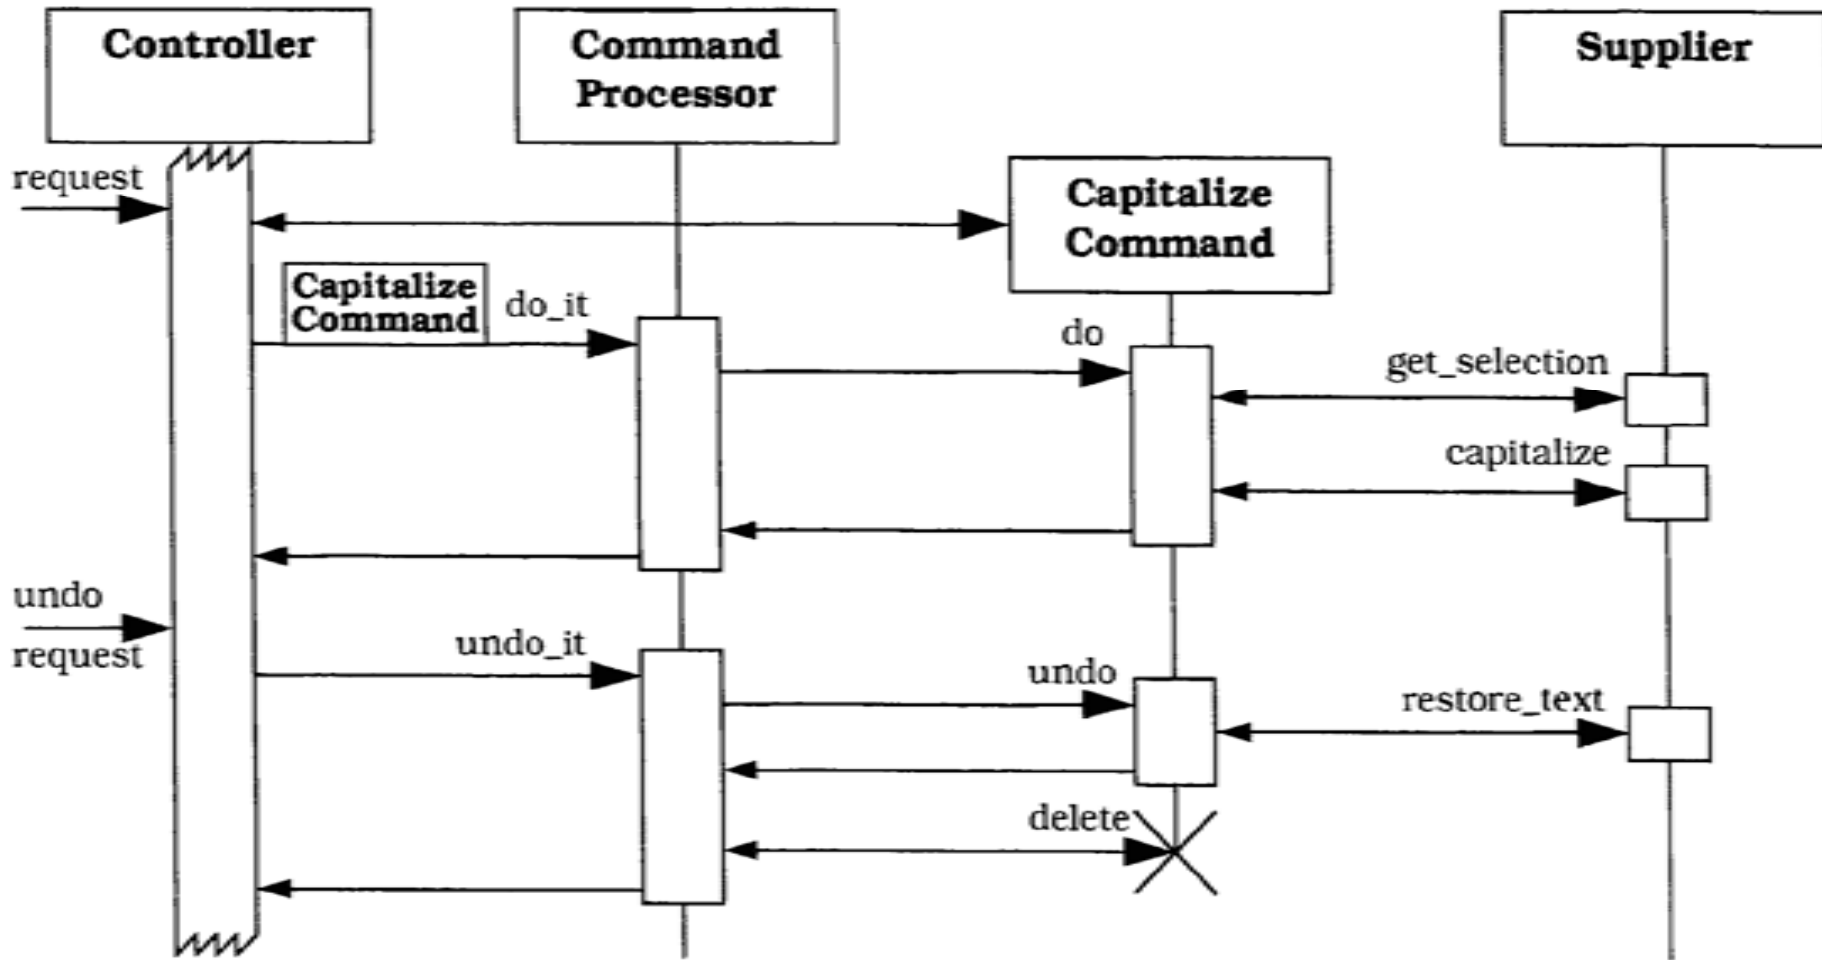 Controller
Command
Processor
Supplier
request
Capitalize
Command
Capitalize
Command
do_it
do
get_selection
capitalize
undo
request
undo_it
undo
restore_text
delete